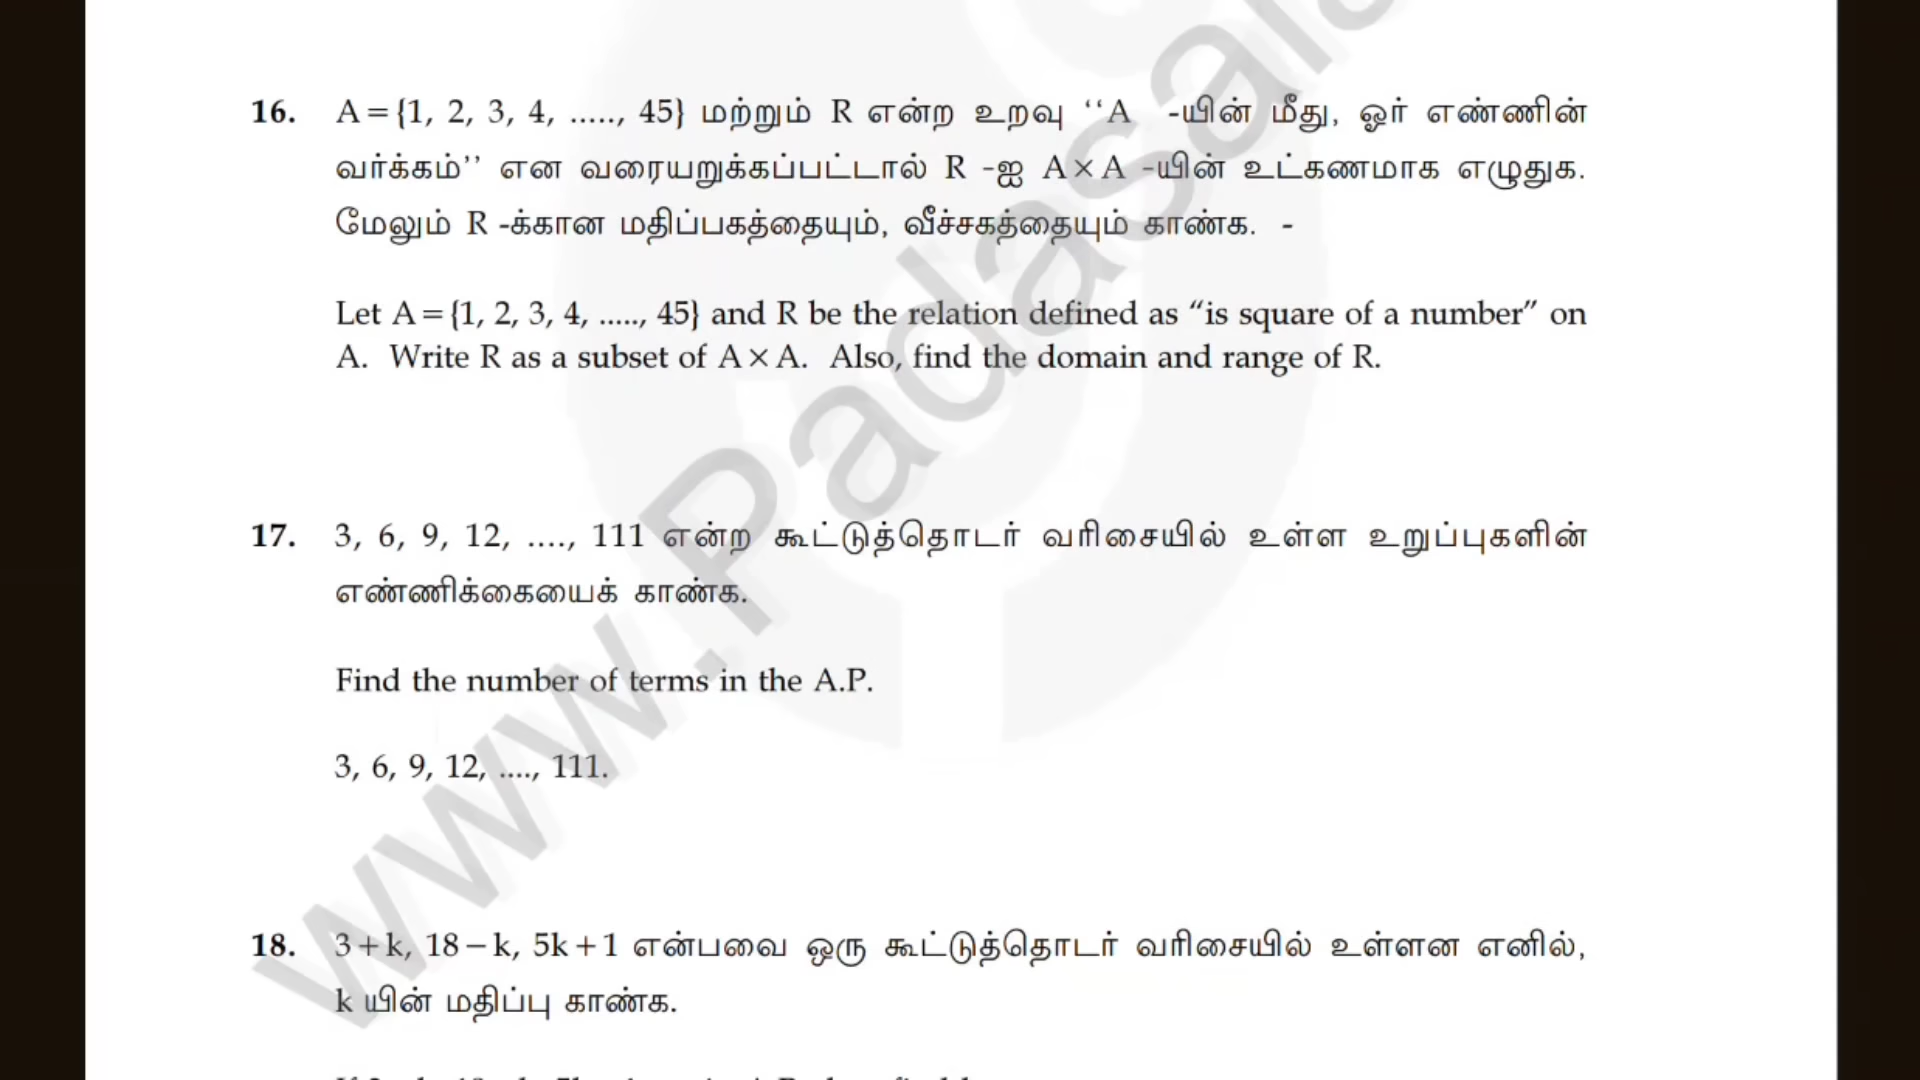 16. A = {1, 2, 3, 4, ....., 45} மற்றும் R என்ற உறவு ‘‘A -யின் மீது, ஓர் எண்ணின்
வர்க்கம்’’ என வரையறுக்கப்பட்டால் R -ஐ A × A -யின் உட்கணமாக எழுதுக.
மேலும் R -க்கான மதிப்பகத்தையும், வீச்சகத்தையும் காண்க. -
Let A = {1, 2, 3, 4, ....., 45} and R be the relation defined as “is square of a number” on
A. Write R as a subset of A × A. Also, find the domain and range of R.
17. 3, 6, 9, 12, ...., 111 என்ற கூட்டுத்தொடர் வரிசையில் உள்ள உறுப்புகளின்
எண்ணிக்கையைக் காண்க.
Find the number of terms in the A.P.
3, 6, 9, 12, ...., 111.
18. 3 + k, 18 − k, 5k + 1 என்பவை ஒரு கூட்டுத்தொடர் வரிசையில் உள்ளன எனில்,
k யின் மதிப்பு காண்க.
www.Padasala